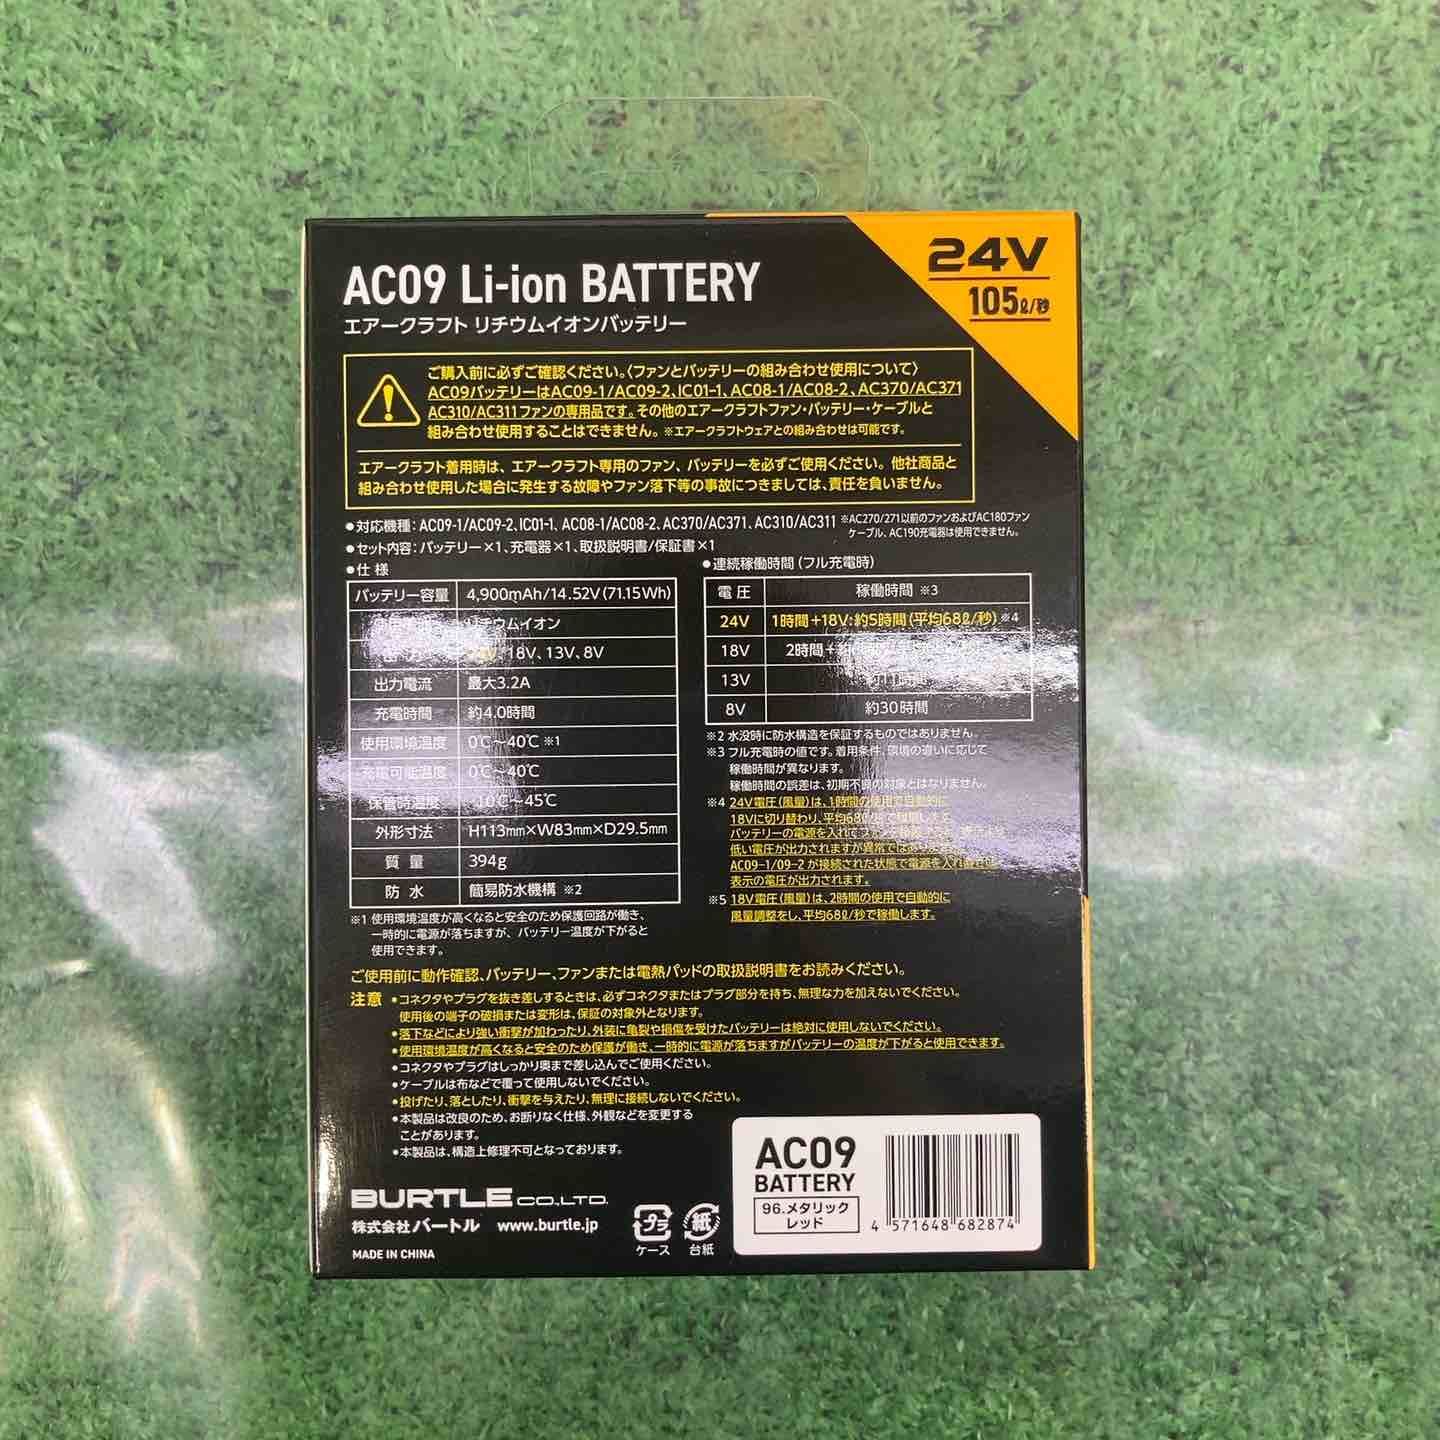 24V
105ℓ/秒
AC09 Li-ion BATTERY
エアークラフト リチウムイオンバッテリー
ご購入前に必ずご確認ください。〈ファンとバッテリーの組み合わせ使用について〉
AC09バッテリーはAC09-1/AC09-2、IC01-1、AC08-1/AC08-2、AC370/AC371
AC310/AC311ファンの専用品です。その他のエアークラフトファン・バッテリー・ケーブルと
組み合わせ使用することはできません。※エアークラフトウェアとの組み合わせは可能です。
エアークラフト着用時は、エアークラフト専用のファン、バッテリーを必ずご使用ください。他社商品と
組み合わせ使用した場合に発生する故障やファン落下等の事故につきましては、責任を負いません。
●対応機種：AC09-1/AC09-2、IC01-1、AC08-1/AC08-2、AC370/AC371、AC310/AC311 ※AC270/271以前のファンおよびAC180ファン
ケーブル、AC190充電器は使用できません。
●セット内容：バッテリー×1、充電器×1、取扱説明書/保証書×1
●仕様
バッテリー容量 4,900mAh/14.52V(71.15Wh)
リチウムイオン
18V、13V、8V
出力電流 最大3.2A
充電時間 約4.0時間
使用環境温度 0℃～40℃ ※1
充電可能温度 0℃～40℃
保管時温度 -10℃～45℃
外形寸法 H113mm×W83mm×D29.5mm
質量 394g
防水 簡易防水機構 ※2
※1 使用環境温度が高くなると安全のため保護回路が働き、
一時的に電源が落ちますが、バッテリー温度が下がると
使用できます。
●連続稼働時間（フル充電時）
電圧 稼働時間 ※3
24V 1時間+18V:約5時間(平均68ℓ/秒)※4
18V 2時間+
13V
8V 約30時間
※2 水没時に防水構造を保証するものではありません。
※3 フル充電時の値です。着用条件、環境の違いに応じて
稼働時間が異なります。
稼働時間の誤差は、初期不良の対象とはなりません。
※4 24V電圧（風量）は、1時間の使用で自動的に
18Vに切り替わり、平均68ℓ/秒で稼働します。
バッテリーの電源を入れてファンを
低い電圧が出力されますが異常ではありません。
AC09-1/09-2 が接続された状態で電源を入れ
表示の電圧が出力されます。
※5 18V電圧（風量）は、2時間の使用で自動的に
風量調整をし、平均68ℓ/秒で稼働します。
ご使用前に動作確認、バッテリー、ファンまたは電熱パッドの取扱説明書をお読みください。
注意 ●コネクタやプラグを抜き差しするときは、必ずコネクタまたはプラグ部分を持ち、無理な力を加えないでください。
使用後の端子の破損または変形は、保証の対象外となります。
●落下などにより強い衝撃が加わったり、外装に亀裂や損傷を受けたバッテリーは絶対に使用しないでください。
●使用環境温度が高くなると安全のため保護が働き、一時的に電源が落ちますがバッテリーの温度が下がると使用できます。
●コネクタやプラグはしっかり奥まで差し込んでご使用ください。
●ケーブルは布などで覆って使用しないでください。
●投げたり、落としたり、衝撃を与えたり、無理に接続しないでください。
●本製品は改良のため、お断りなく仕様、外観などを変更する
ことがあります。
●本製品は、構造上修理不可となっております。
BURTLE CO.,LTD.
株式会社バートル www.burtle.jp
MADE IN CHINA
プラ
ケース
紙
台紙
AC09
BATTERY
96.メタリック
レッド
4 571648 682874